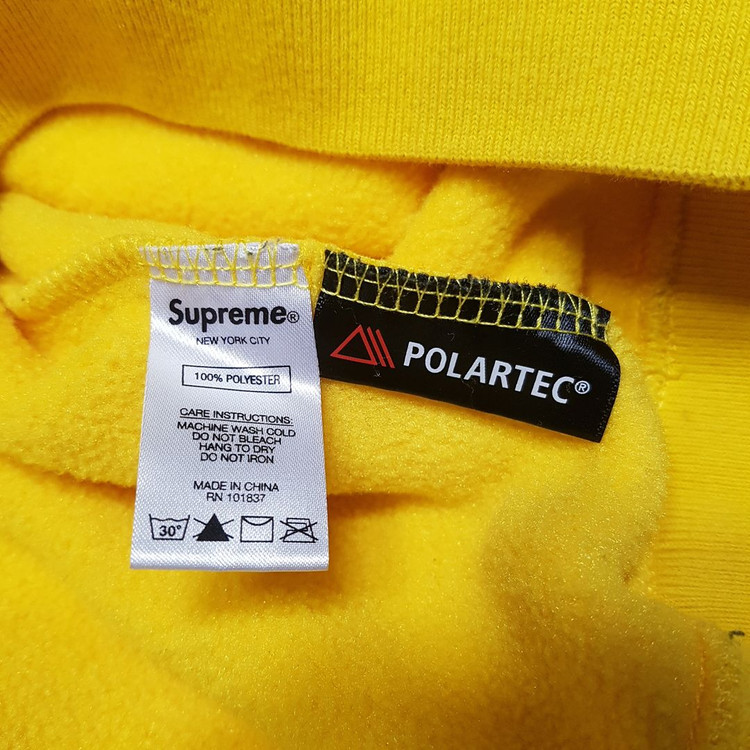 Supreme®
NEW YORK CITY
100% POLYESTER
CARE INSTRUCTIONS:
MACHINE WASH COLD
DO NOT BLEACH
HANG TO DRY
DO NOT IRON
MADE IN CHINA
RN 101837
30°
POLARTEC®